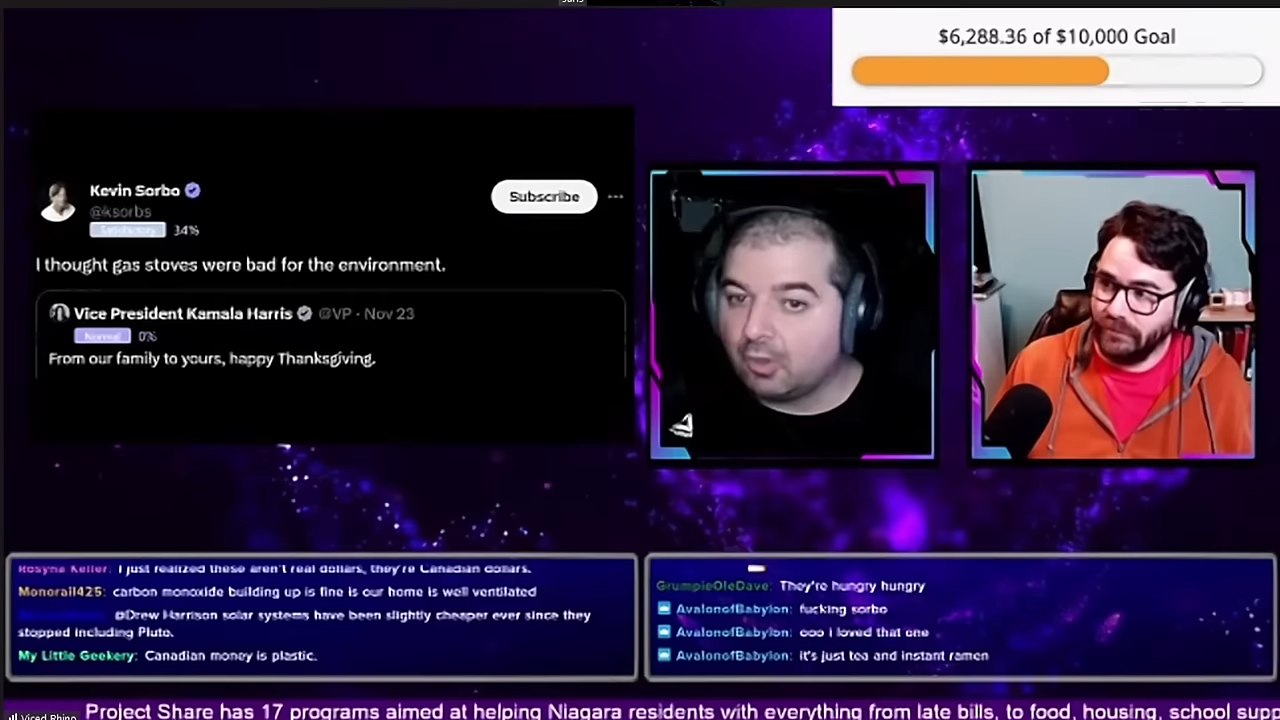 $6,288.36 of $10,000 Goal
Kevin Sorbo
Subscribe
@ksorbs
Satisfactory 34%
I thought gas stoves were bad for the environment.
Vice President Kamala Harris @VP · Nov 23
Normal 0%
From our family to yours, happy Thanksgiving.
Rosyna Keller: I just realized these aren't real dollars, they're Canadian dollars.
Monorail425: carbon monoxide building up is fine is our home is well ventilated
@Drew Harrison solar systems have been slightly cheaper ever since they
stopped including Pluto.
My Little Geekery: Canadian money is plastic.
GrumpieOleDave: They're hungry hungry
AvalonofBabylon: fucking sorbo
AvalonofBabylon: ooo i loved that one
AvalonofBabylon: it's just tea and instant ramen
Viced Rhino
Project Share has 17 programs aimed at helping Niagara residents with everything from late bills, to food, housing, school supp